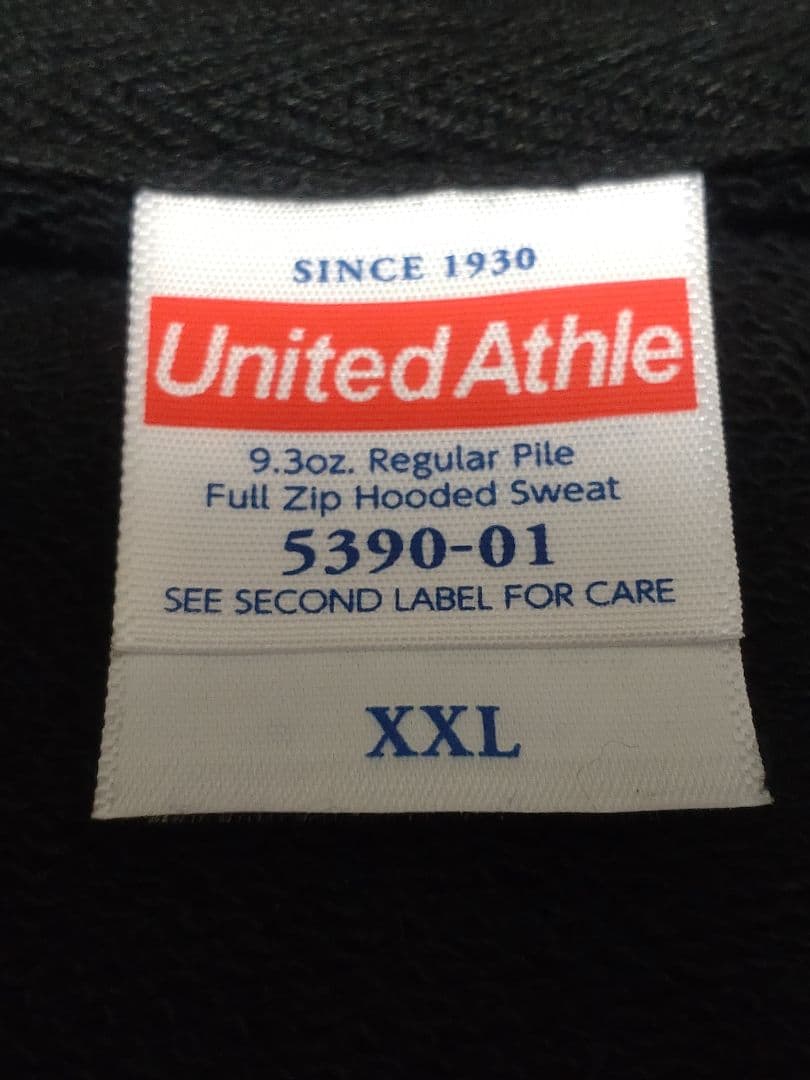 SINCE 1930
United Athle
9.3oz. Regular Pile
Full Zip Hooded Sweat
5390-01
SEE SECOND LABEL FOR CARE
XXL